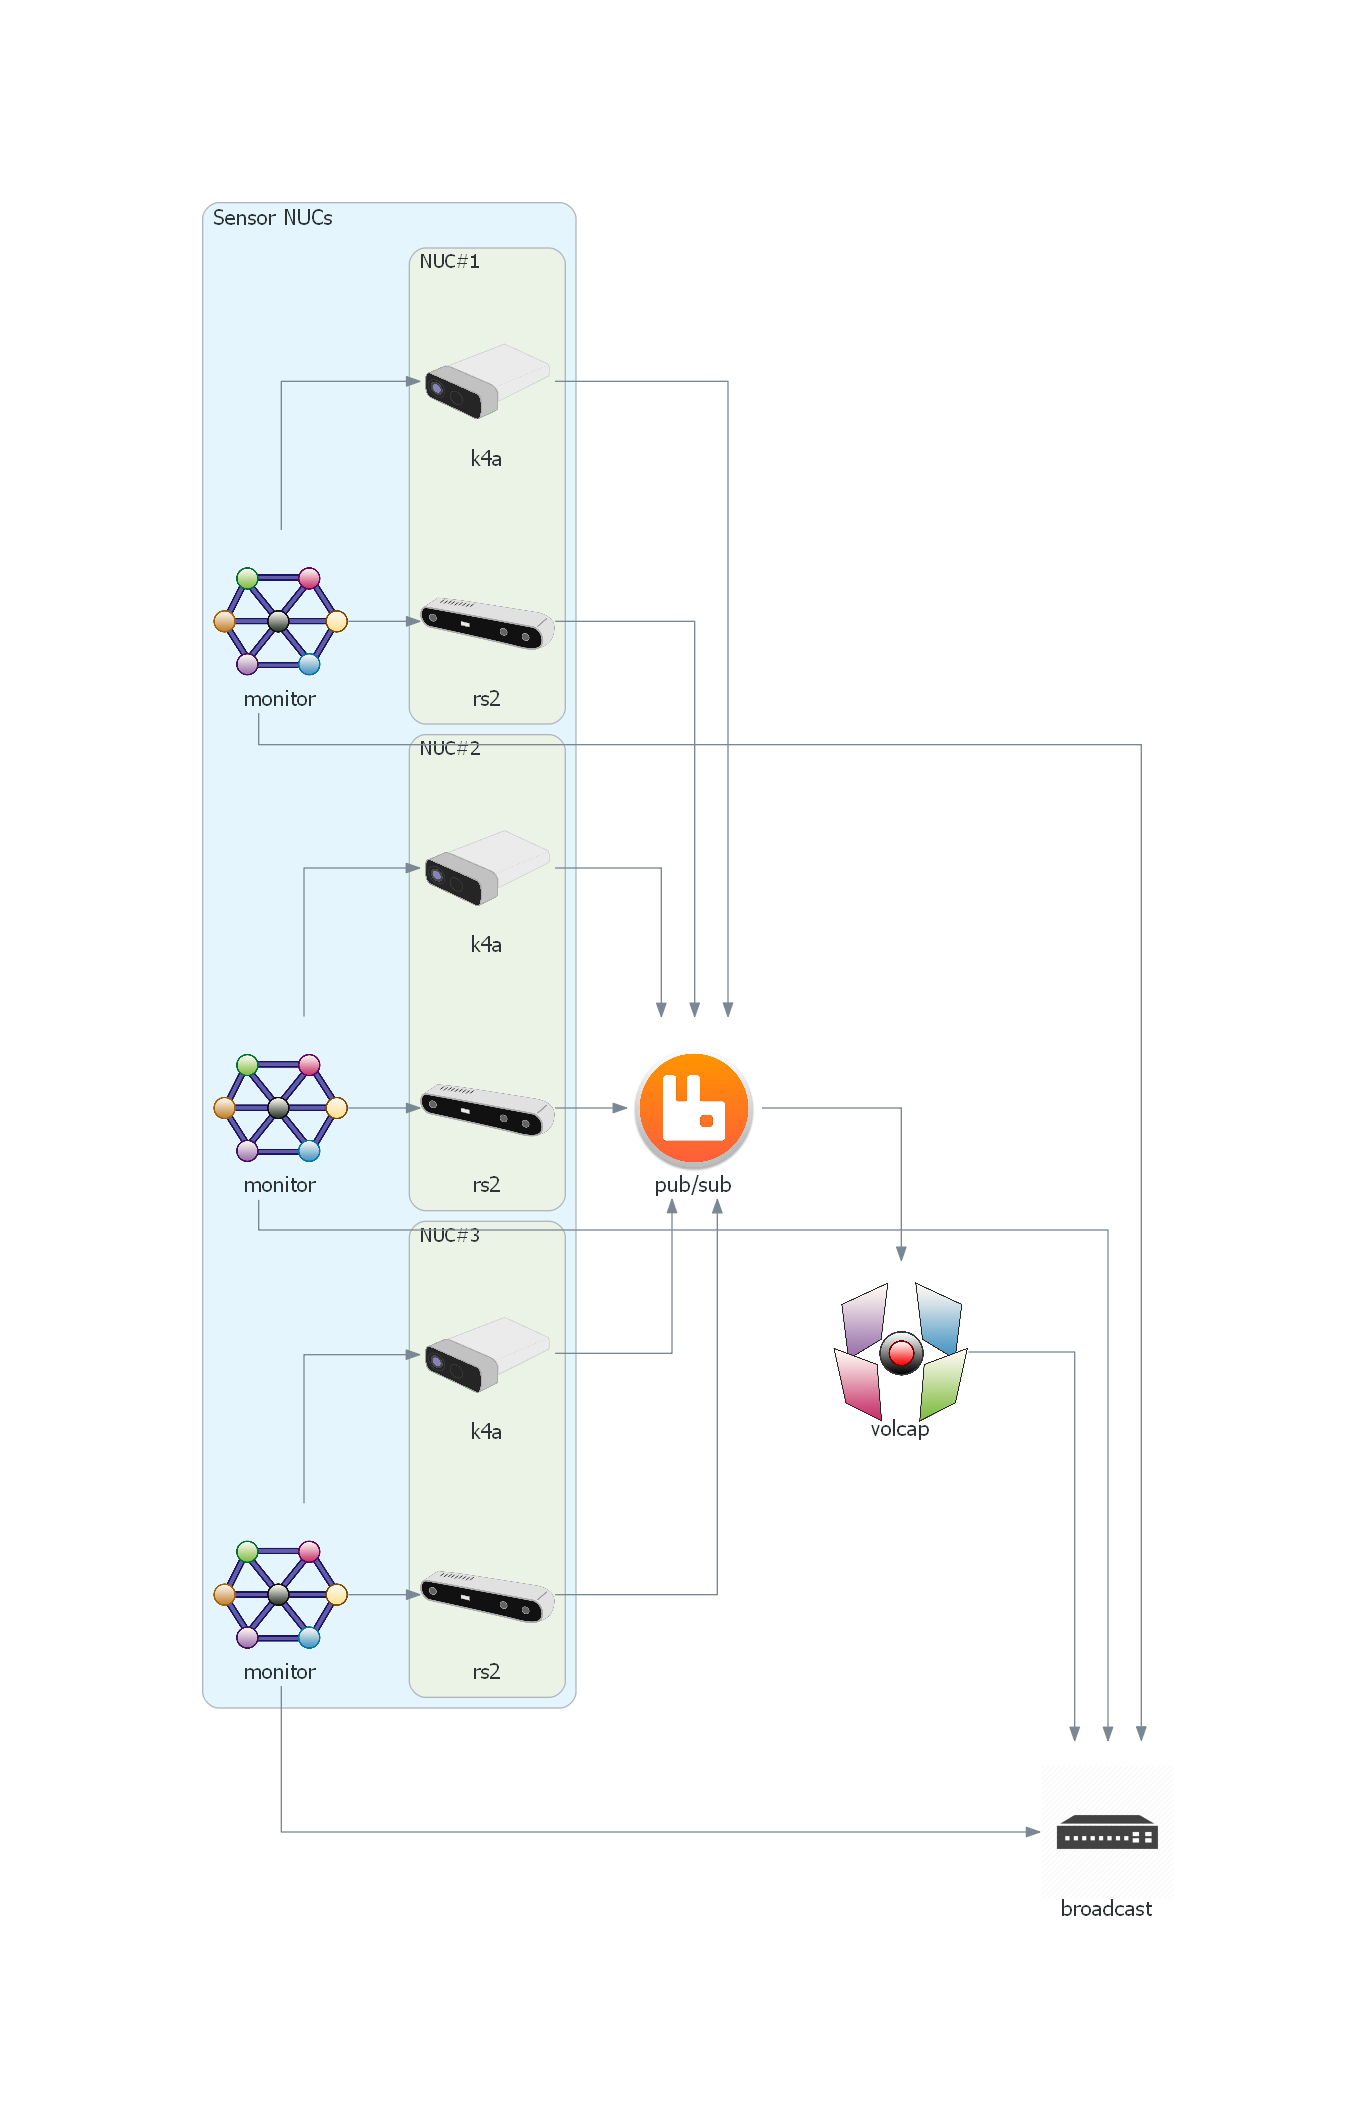 Sensor NUCs
NUC#1
k4a
monitor
rs2
NUC#2
k4a
monitor
rs2
pub/sub
NUC#3
k4a
volcap
monitor
rs2
broadcast